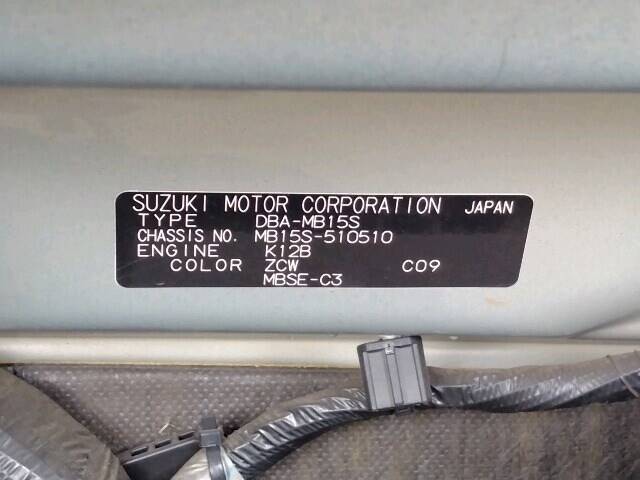 SUZUKI MOTOR CORPORATION JAPAN
TYPE DBA-MB15S
CHASSIS NO. MB15S-510510
ENGINE K12B
COLOR ZCW C09
MBSE-C3